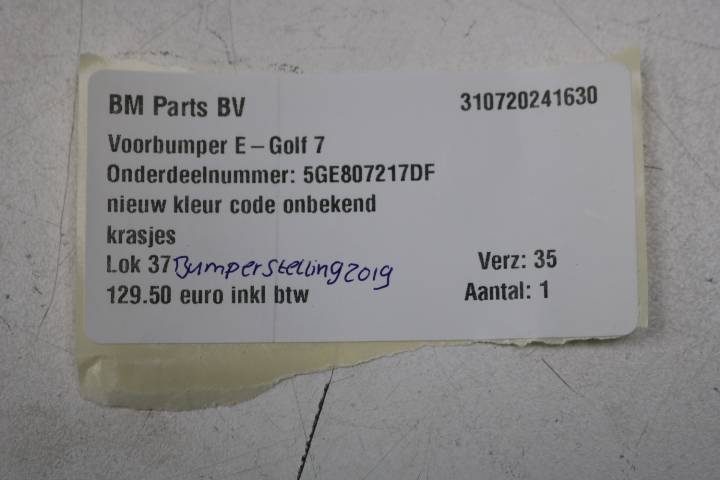 BM Parts BV 310720241630
Voorbumper E – Golf 7
Onderdeelnummer: 5GE807217DF
nieuw kleur code onbekend
krasjes
Lok 37 Bumperstelling 2019 Verz: 35
129.50 euro inkl btw Aantal: 1